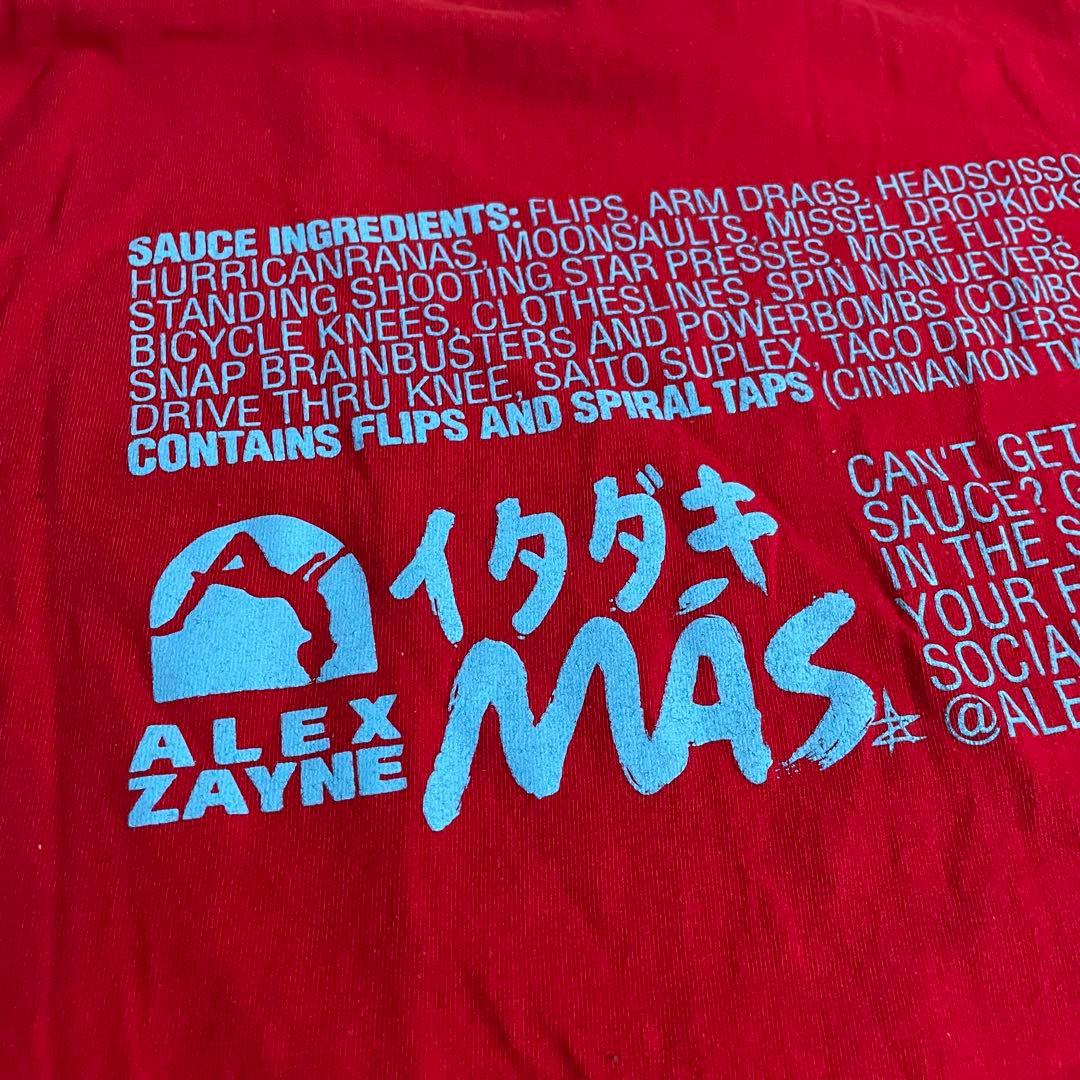 SAUCE INGREDIENTS: FLIPS, ARM DRAGS, HEADSCISSO
HURRICANRANAS, MOONSAULTS, MISSEL DROPKICKS
STANDING SHOOTING STAR PRESSES, MORE FLIPS,
BICYCLE KNEES, CLOTHESLINES, SPIN MANUEVERS,
SNAP BRAINBUSTERS AND POWERBOMBS (COMBO
DRIVE THRU KNEE, SAITO SUPLEX, TACO DRIVERS
CONTAINS FLIPS AND SPIRAL TAPS (CINNAMON TW
ALEX
ZAYNE
イタダキ
MÁS
CAN'T GET
SAUCE? G
IN THE S
YOUR F
SOCIA
@ALE